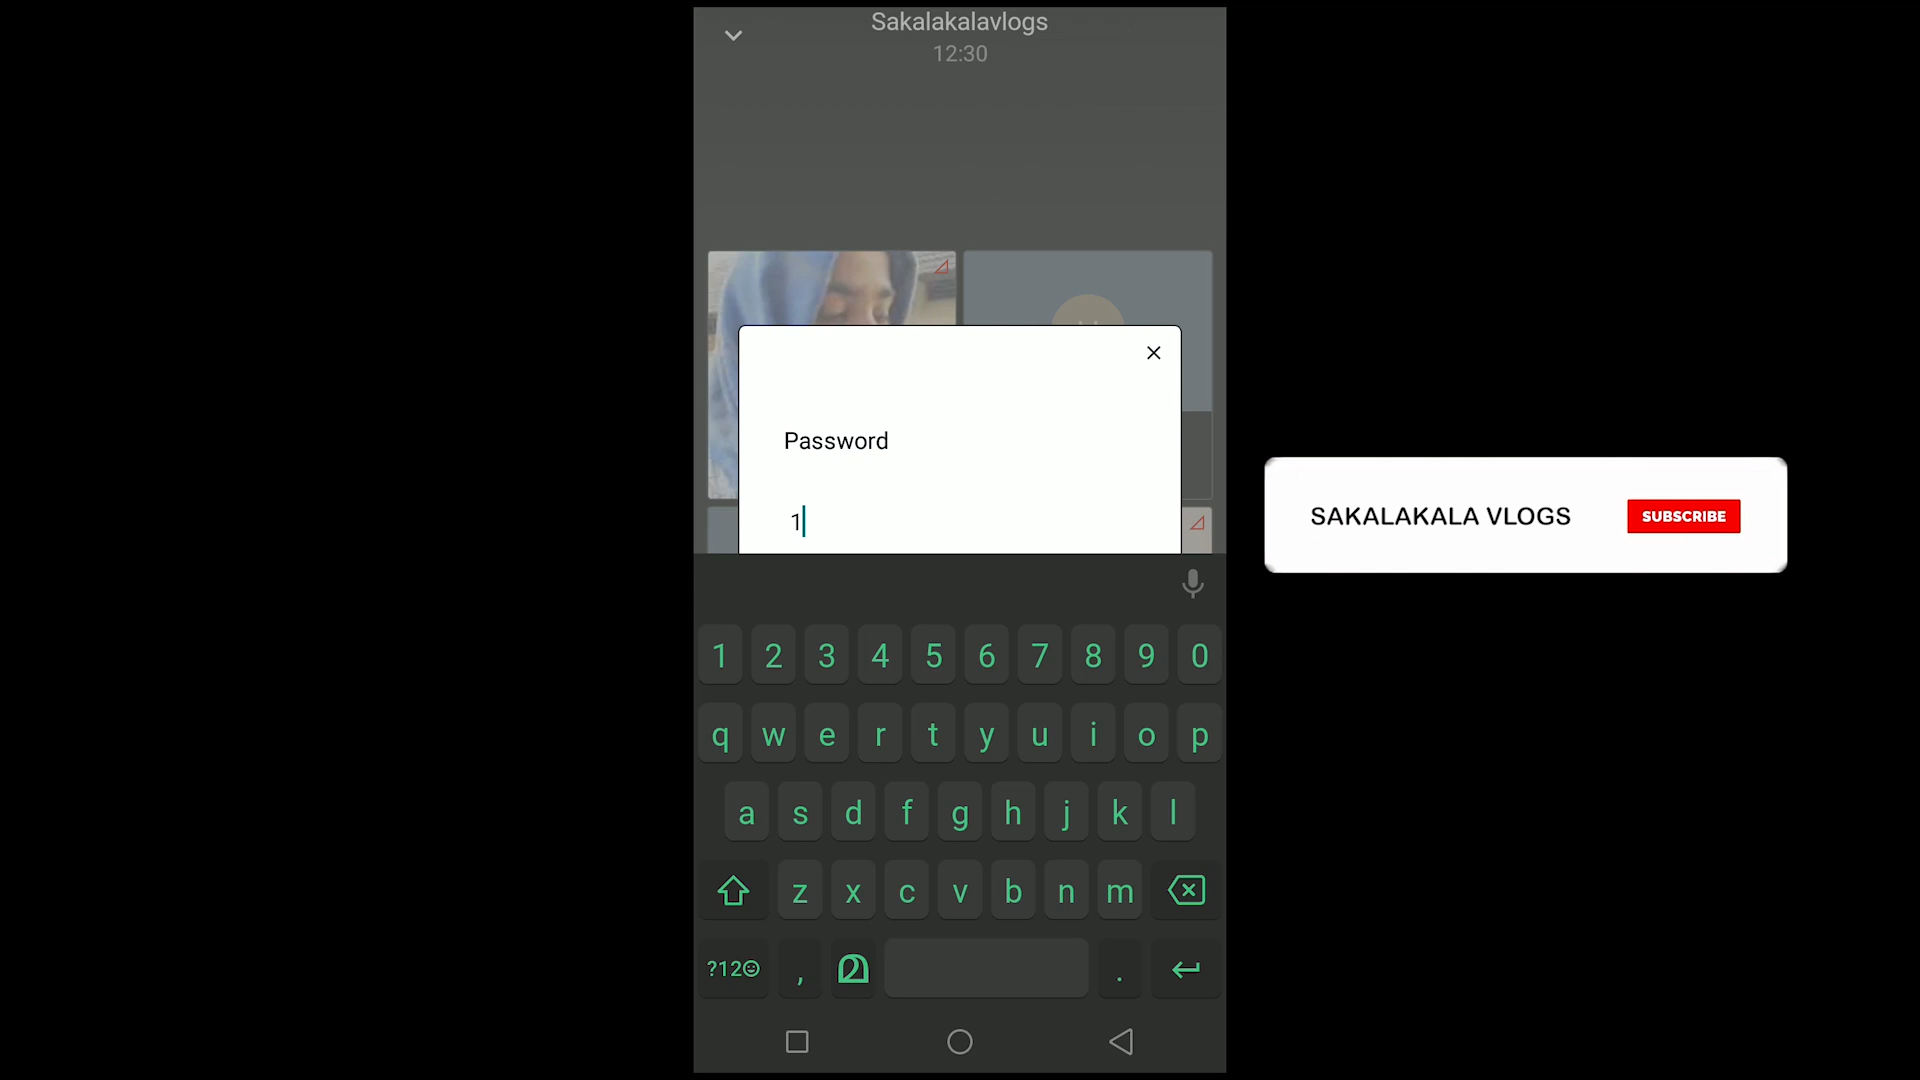 Sakalakalavlogs
12:30
Password
1
SAKALAKALA VLOGS
SUBSCRIBE
1 2 3 4 5 6 7 8 9 0
q w e r t y u i o p
a s d f g h j k l
z x c v b n m
?12☺ , മ .